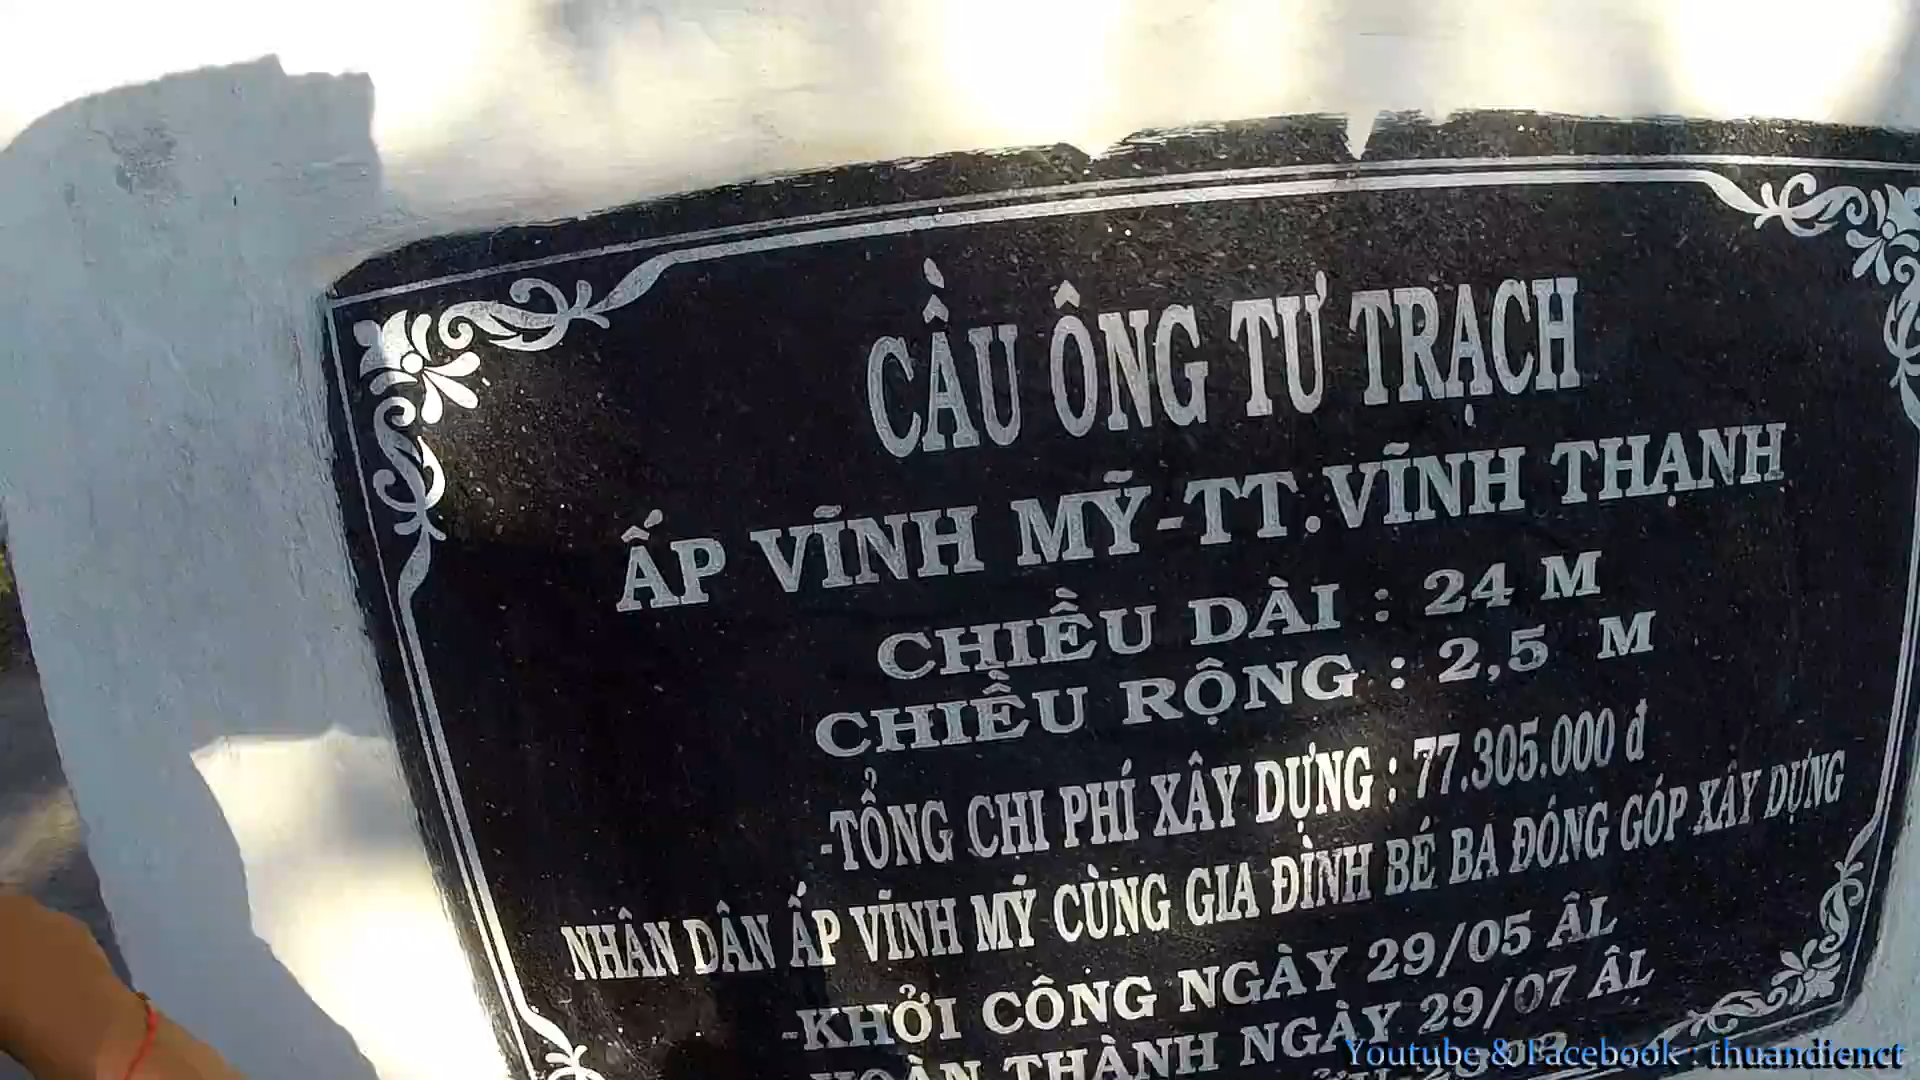 CẦU ÔNG TƯ TRẠCH
ẤP VĨNH MỸ-TT.VĨNH THẠNH
CHIỀU DÀI : 24 M
CHIỀU RỘNG : 2,5 M
-TỔNG CHI PHÍ XÂY DỰNG : 77.305.000 đ
NHÂN DÂN ẤP VĨNH MỸ CÙNG GIA ĐÌNH BÉ BA ĐÓNG GÓP XÂY DỰNG
-KHỞI CÔNG NGÀY 29/05 ÂL
HOÀN THÀNH NGÀY 29/07 ÂL
Youtube & Facebook : thuandienct